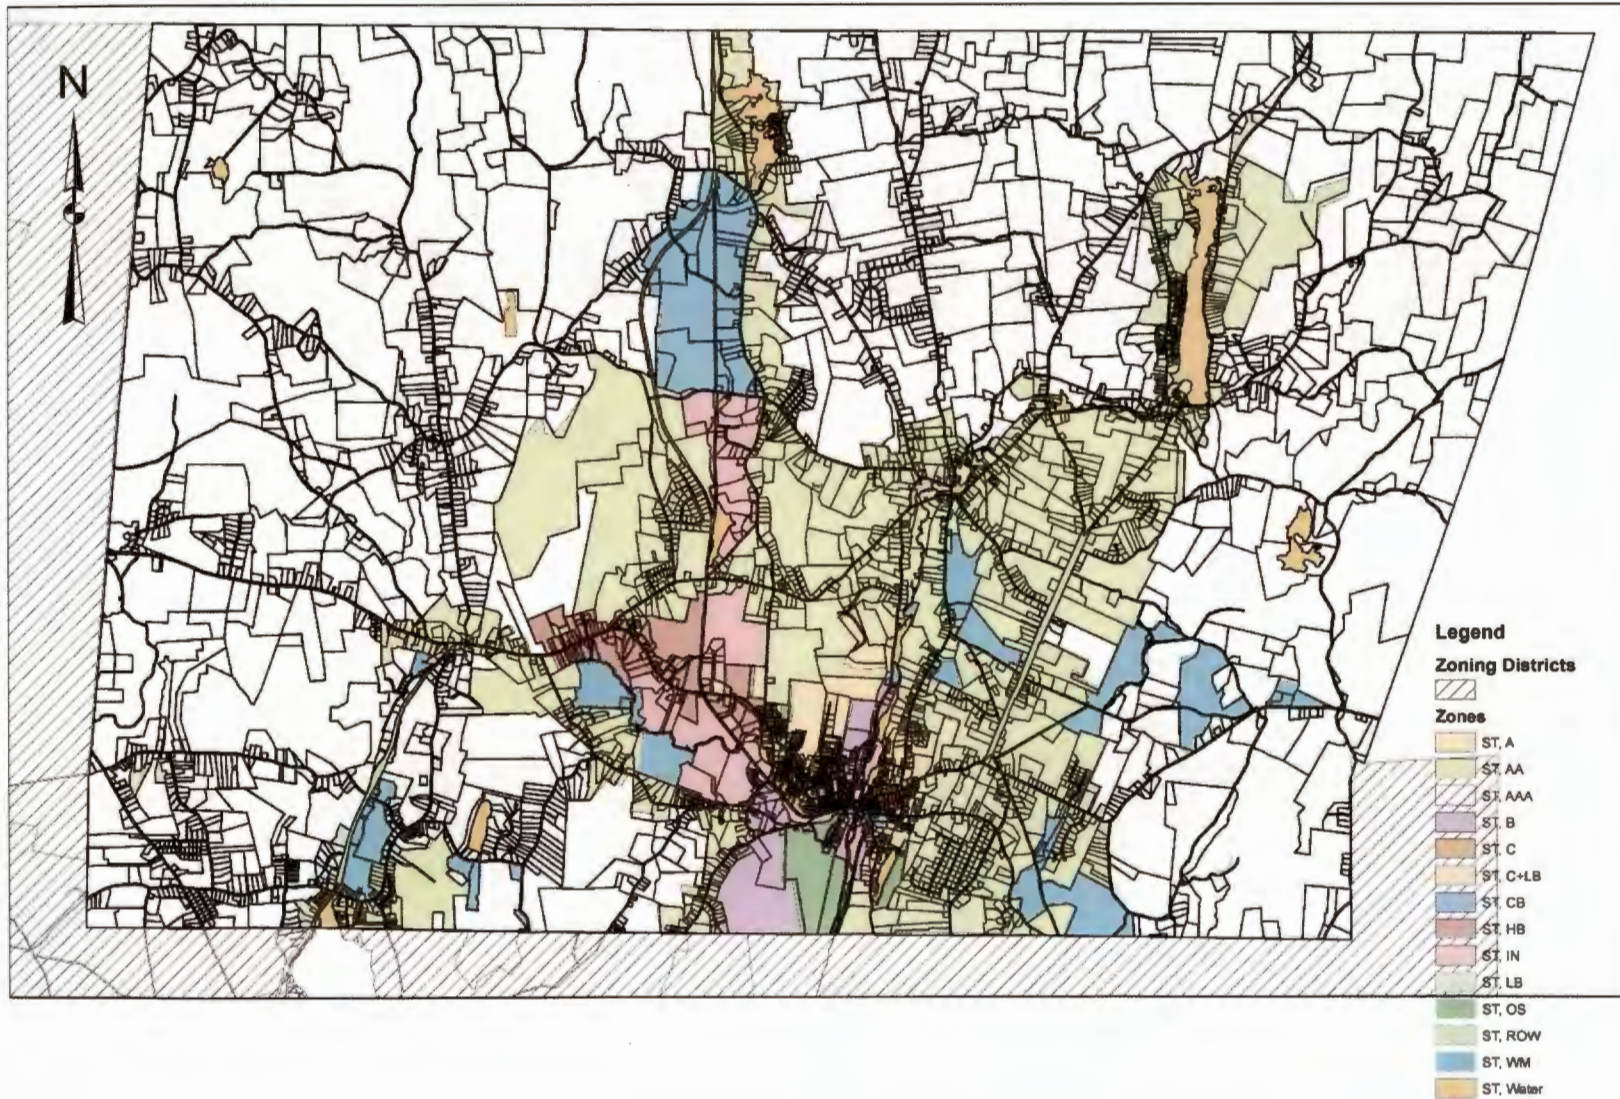 N
Legend
Zoning Districts
Zones
ST, A
ST, AA
ST, AAA
ST, B
ST, C
ST, C+LB
ST, CB
ST, HB
ST, IN
ST, LB
ST, OS
ST, ROW
ST, WM
ST, Water